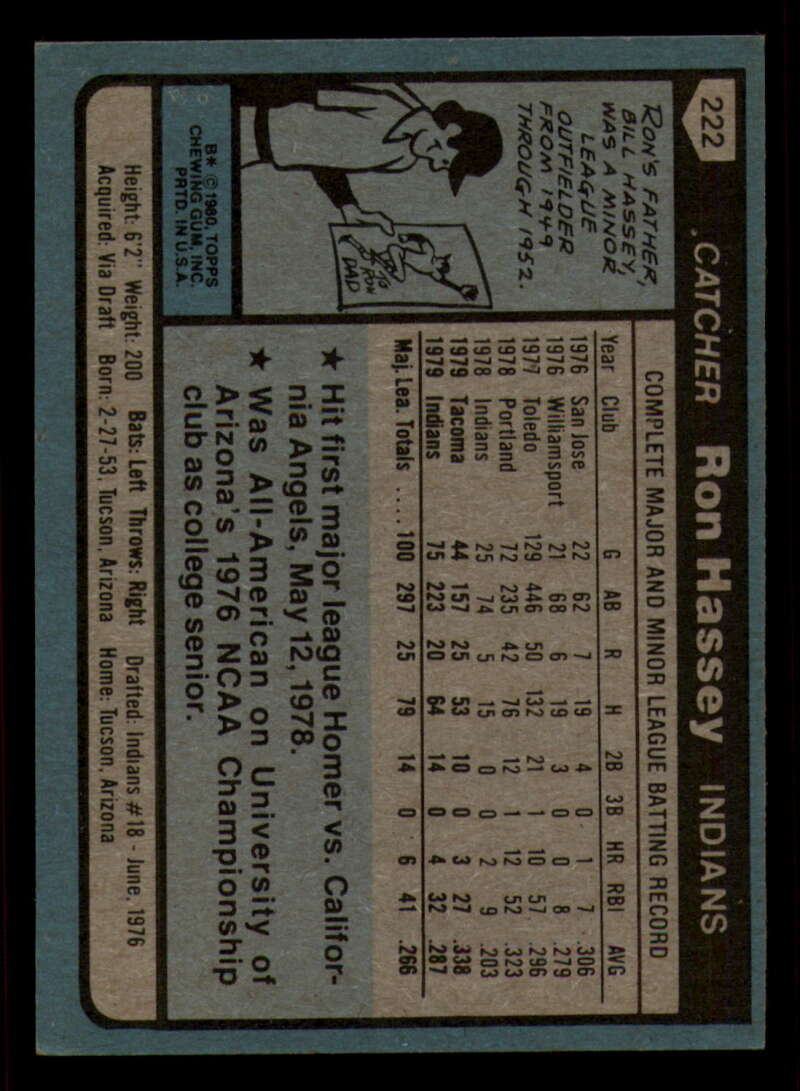 222 CATCHER Ron Hassey INDIANS
RON'S FATHER,
BILL HASSEY,
WAS A MINOR
LEAGUE
OUTFIELDER
FROM 1949
THROUGH 1952.
TO
RON
DAD
B* © 1980, TOPPS
CHEWING GUM, INC.
PRTD. IN U.S.A.
COMPLETE MAJOR AND MINOR LEAGUE BATTING RECORD
Year Club G AB R H 2B 3B HR RBI AVG
1976 San Jose 22 62 7 19 4 0 1 7 .306
1976 Williamsport 21 68 6 19 3 0 0 8 .279
1977 Toledo 129 446 50 132 21 1 10 57 .296
1978 Portland 72 235 42 76 12 1 12 52 .323
1978 Indians 25 74 5 15 0 0 2 9 .203
1979 Tacoma 44 157 25 53 10 0 3 27 .338
1979 Indians 75 223 20 64 14 0 4 32 .287
Maj. Lea. Totals .... 100 297 25 79 14 0 6 41 .266
★ Hit first major league Homer vs. Califor-
nia Angels, May 12, 1978.
★ Was All-American on University of
Arizona's 1976 NCAA Championship
club as college senior.
Height: 6'2" Weight: 200 Bats: Left Throws: Right Drafted: Indians #18 - June, 1976
Acquired: Via Draft Born: 2-27-53, Tucson, Arizona Home: Tucson, Arizona